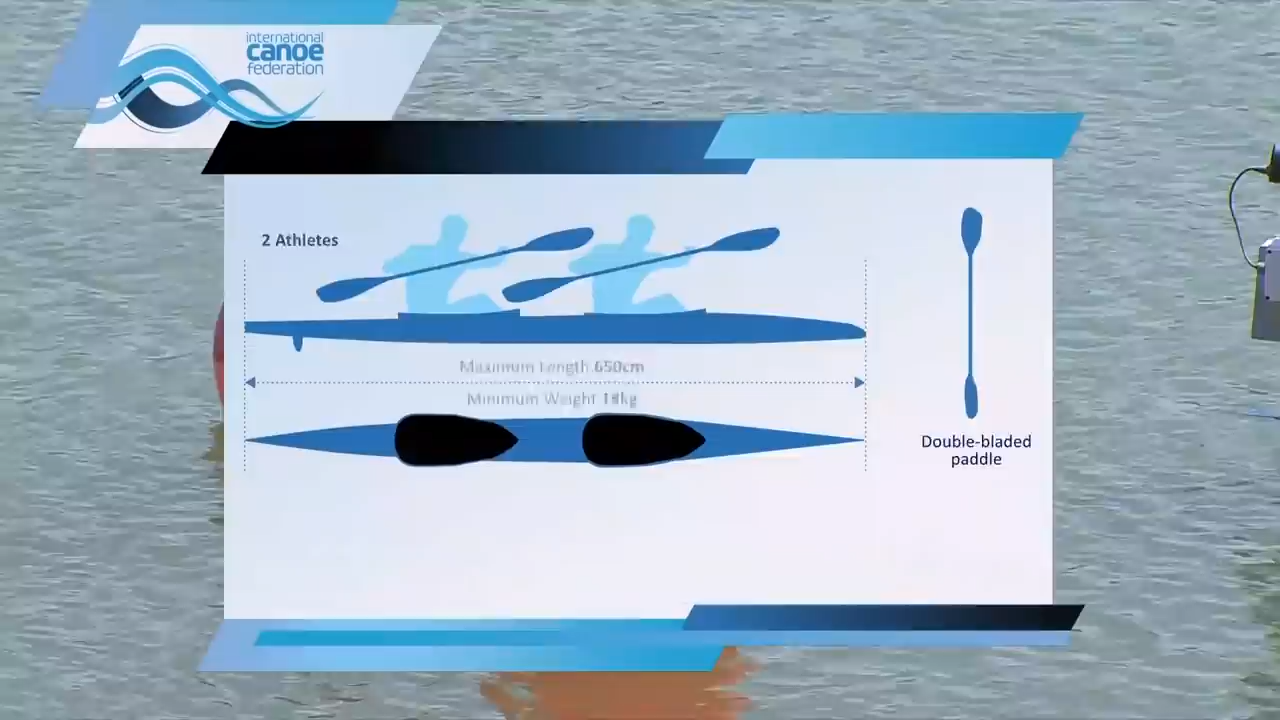 international
canoe
federation
2 Athletes
Maximum Length 650cm
Minimum Weight 18kg
Double-bladed
paddle